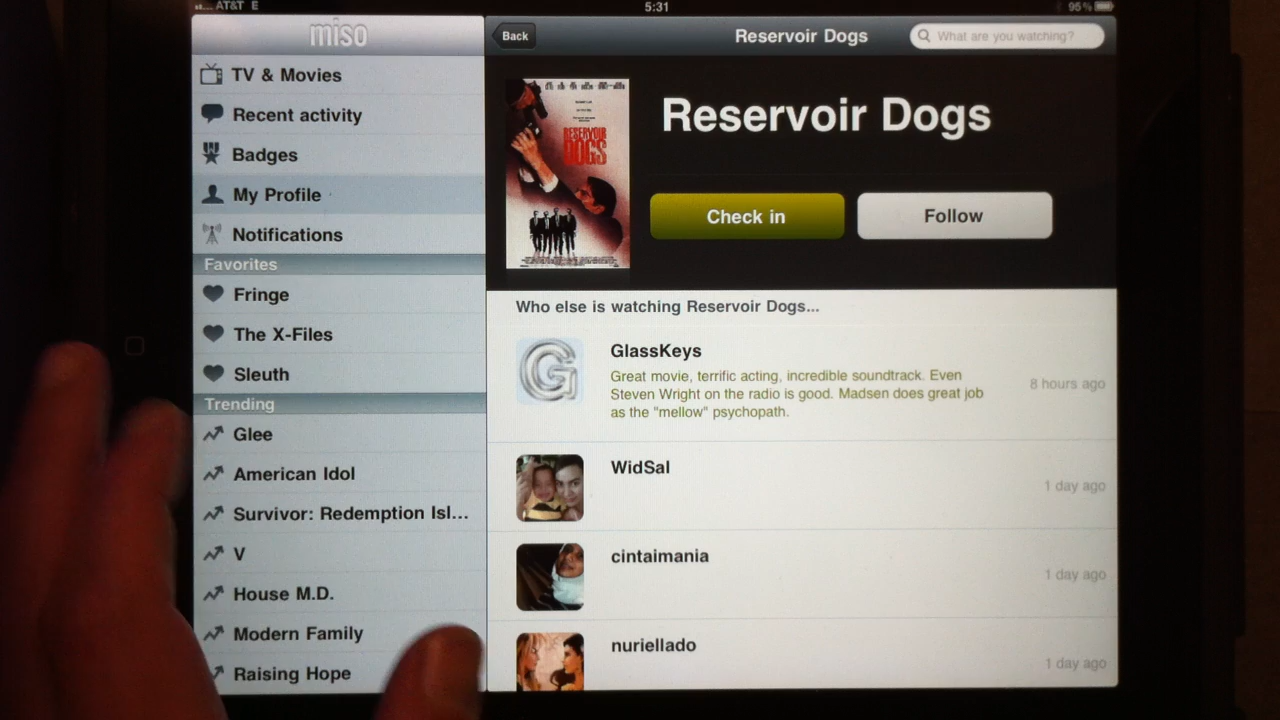 AT&T E
5:31
95%
miso
TV & Movies
Recent activity
Badges
My Profile
Notifications
Favorites
Fringe
The X-Files
Sleuth
Trending
Glee
American Idol
Survivor: Redemption Isl...
V
House M.D.
Modern Family
Raising Hope
Back
Reservoir Dogs
What are you watching?
RESERVOIR
DOGS
Reservoir Dogs
Check in
Follow
Who else is watching Reservoir Dogs...
G
GlassKeys
Great movie, terrific acting, incredible soundtrack. Even
Steven Wright on the radio is good. Madsen does great job
as the "mellow" psychopath.
8 hours ago
WidSal
1 day ago
cintaimania
1 day ago
nuriellado
1 day ago